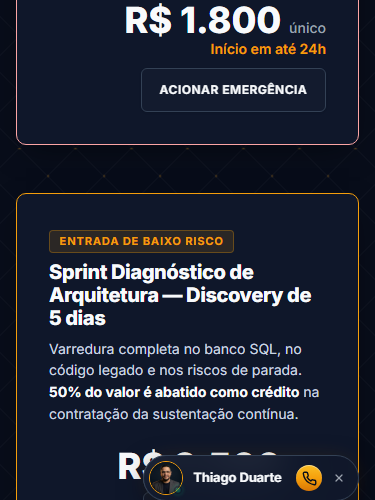 R$ 1.800 único
Início em até 24h
ACIONAR EMERGÊNCIA
ENTRADA DE BAIXO RISCO
Sprint Diagnóstico de
Arquitetura — Discovery de
5 dias
Varredura completa no banco SQL, no
código legado e nos riscos de parada.
50% do valor é abatido como crédito na
contratação da sustentação contínua.
R$
Thiago Duarte